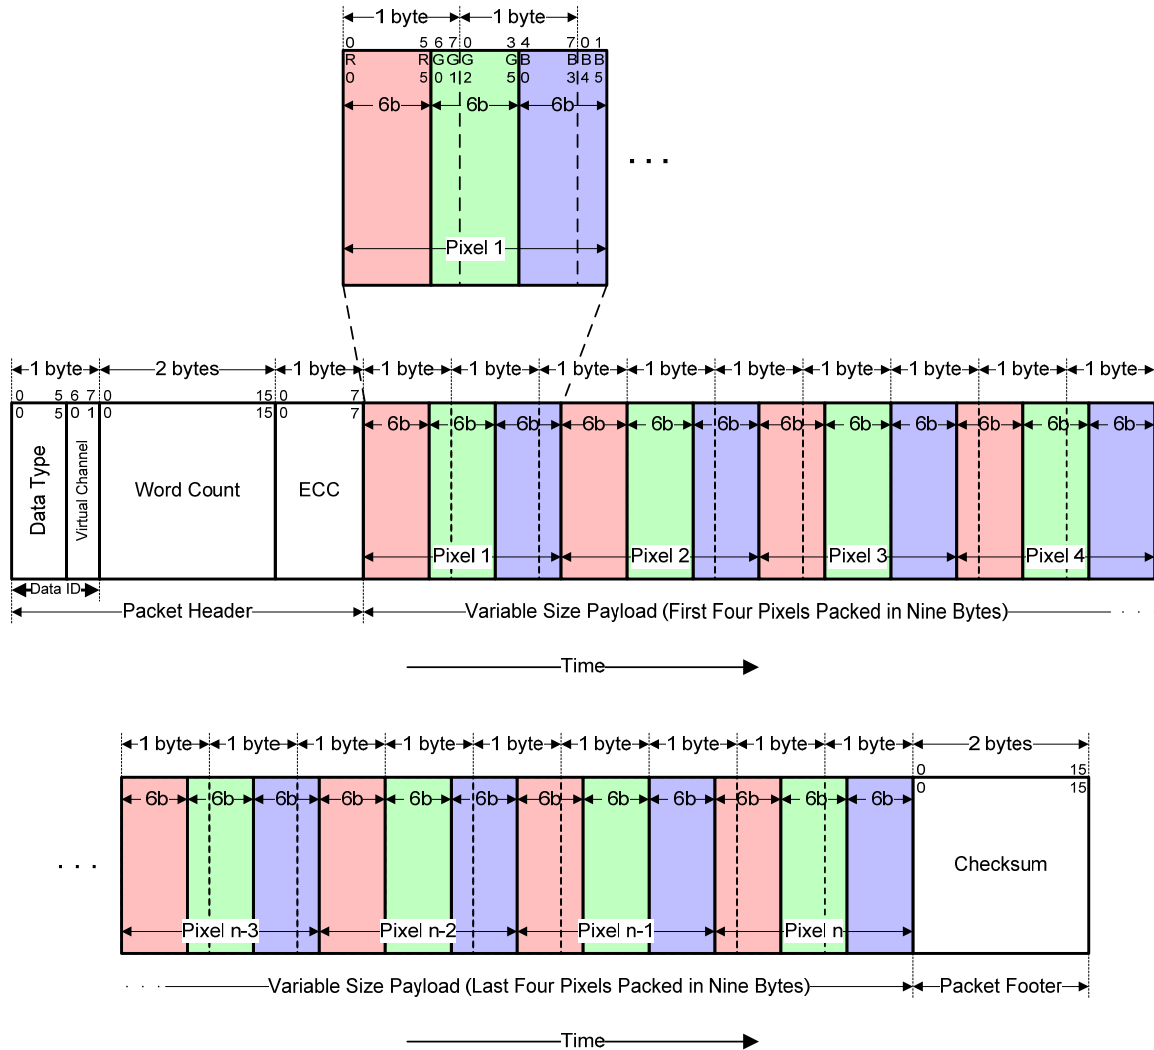 1 byte 1 byte
0 5 6 7 0 3 4 7 0 1
R R G G G G B B B B
0 5 0 1 2 5 0 3 4 5
6b 6b 6b
. . .
Pixel 1
1 byte 2 bytes 1 byte 1 byte 1 byte 1 byte 1 byte 1 byte 1 byte 1 byte 1 byte 1 byte
0 5 6 7 0 15 0 7
0 5 0 1 0 15 0 7
6b 6b 6b 6b 6b 6b 6b 6b 6b 6b 6b 6b
Data Type
Virtual Channel
Word Count
ECC
Pixel 1 Pixel 2 Pixel 3 Pixel 4
Data ID
Packet Header Variable Size Payload (First Four Pixels Packed in Nine Bytes) . . .
Time
1 byte 1 byte 1 byte 1 byte 1 byte 1 byte 1 byte 1 byte 1 byte 2 bytes
0 15
0 15
6b 6b 6b 6b 6b 6b 6b 6b 6b 6b 6b 6b
. . .
Checksum
Pixel n-3 Pixel n-2 Pixel n-1 Pixel n
. . . Variable Size Payload (Last Four Pixels Packed in Nine Bytes) Packet Footer
Time